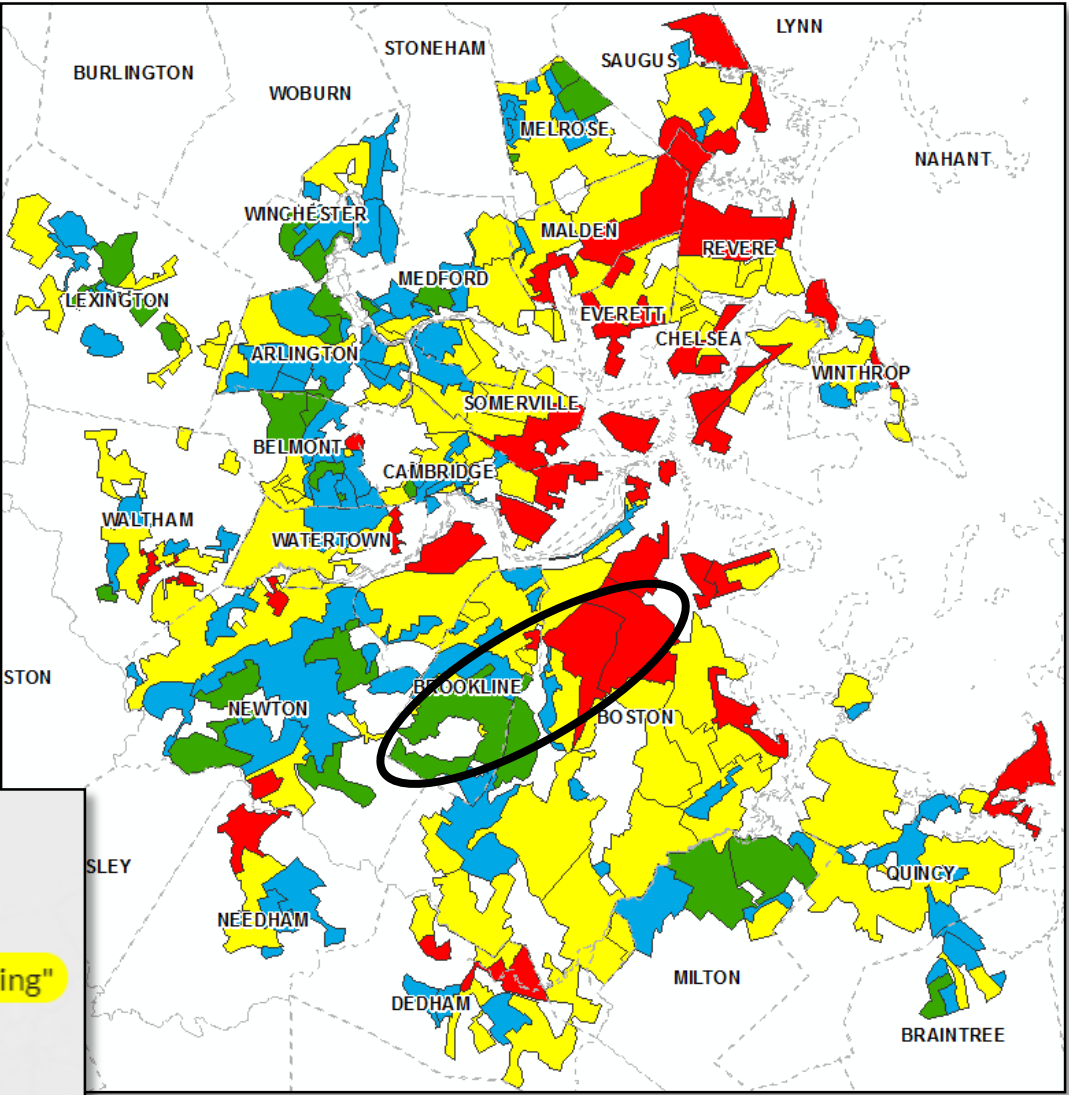 LYNN
STONEHAM
SAUGUS
BURLINGTON
WOBURN
MELROSE
NAHANT
WINCHESTER
MALDEN
REVERE
MEDFORD
LEXINGTON
EVERETT
CHELSEA
ARLINGTON
WINTHROP
SOMERVILLE
BELMONT
CAMBRIDGE
WALTHAM
WATERTOWN
STON
BROOKLINE
NEWTON
BOSTON
SLEY
QUINCY
NEEDHAM
ing"
MILTON
DEDHAM
BRAINTREE